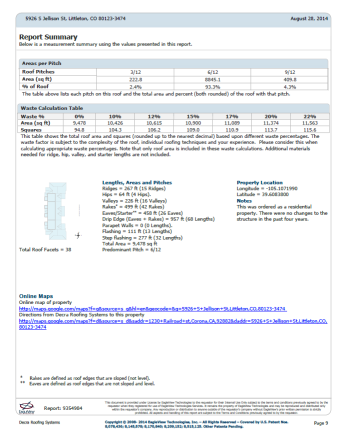 5926 S Jellison St, Littleton, CO 80123-3474 August 28, 2014
Report Summary
Below is a measurement summary using the values presented in this report.
Areas per Pitch
Roof Pitches 3/12 6/12 9/12
Area (sq ft) 222.8 8845.1 409.8
% of Roof 2.4% 93.3% 4.3%
The table above lists each pitch on this roof and the total area and percent (both rounded) of the roof with that pitch.
Waste Calculation Table
Waste % 0% 10% 12% 15% 17% 20% 22%
Area (sq ft) 9,478 10,426 10,615 10,900 11,089 11,374 11,563
Squares 94.8 104.3 106.2 109.0 110.9 113.7 115.6
This table shows the total roof area and squares (rounded up to the nearest decimal) based upon different waste percentages. The
waste factor is subject to the complexity of the roof, individual roofing techniques and your experience. Please consider this when
calculating appropriate waste percentages. Note that only roof area is included in these waste calculations. Additional materials
needed for ridge, hip, valley, and starter lengths are not included.
Lengths, Areas and Pitches
Ridges = 267 ft (15 Ridges)
Hips = 64 ft (4 Hips).
Valleys = 226 ft (16 Valleys)
Rakes* = 499 ft (42 Rakes)
Eaves/Starter** = 458 ft (26 Eaves)
Drip Edge (Eaves + Rakes) = 957 ft (68 Lengths)
Parapet Walls = 0 (0 Lengths).
Flashing = 111 ft (13 Lengths)
Step flashing = 277 ft (32 Lengths)
Total Area = 9,478 sq ft
Predominant Pitch = 6/12
Total Roof Facets = 38
Property Location
Longitude = -105.1071998
Latitude = 39.6083800
Notes
This was ordered as a residential
property. There were no changes to the
structure in the past four years.
Online Maps
Online map of property
Directions from Decra Roofing Systems to this property
* Rakes are defined as roof edges that are sloped (not level).
** Eaves are defined as roof edges that are not sloped and level.
Report: 9364984
Decra Roofing Systems
Page 9